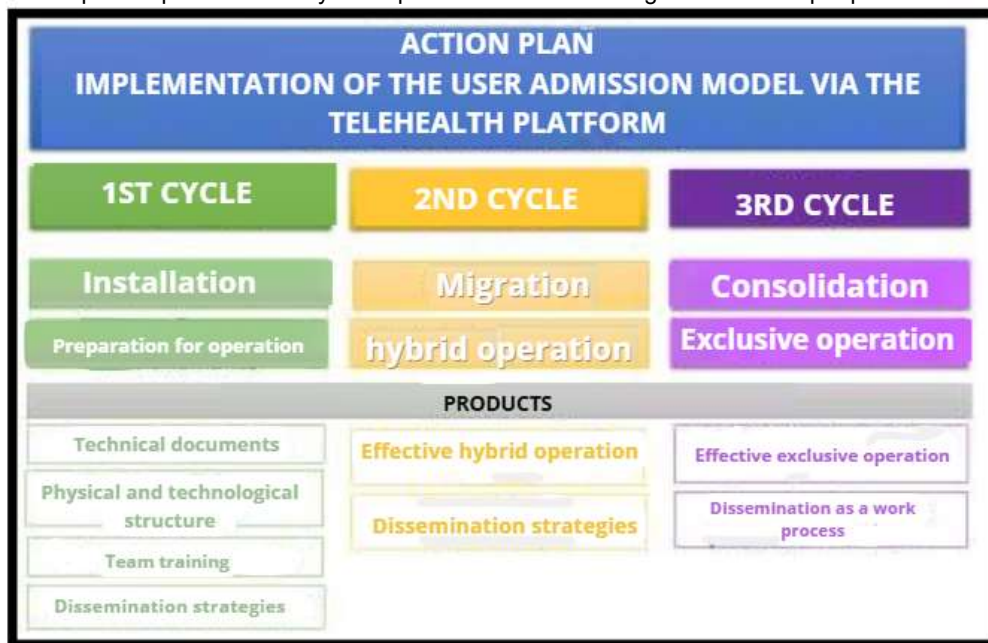 ACTION PLAN
IMPLEMENTATION OF THE USER ADMISSION MODEL VIA THE
TELEHEALTH PLATFORM
1ST CYCLE
2ND CYCLE
3RD CYCLE
Installation
Migration
Consolidation
Preparation for operation
hybrid operation
Exclusive operation
PRODUCTS
Technical documents
Physical and technological
structure
Team training
Dissemination strategies
Effective hybrid operation
Dissemination strategies
Effective exclusive operation
Dissemination as a work
process